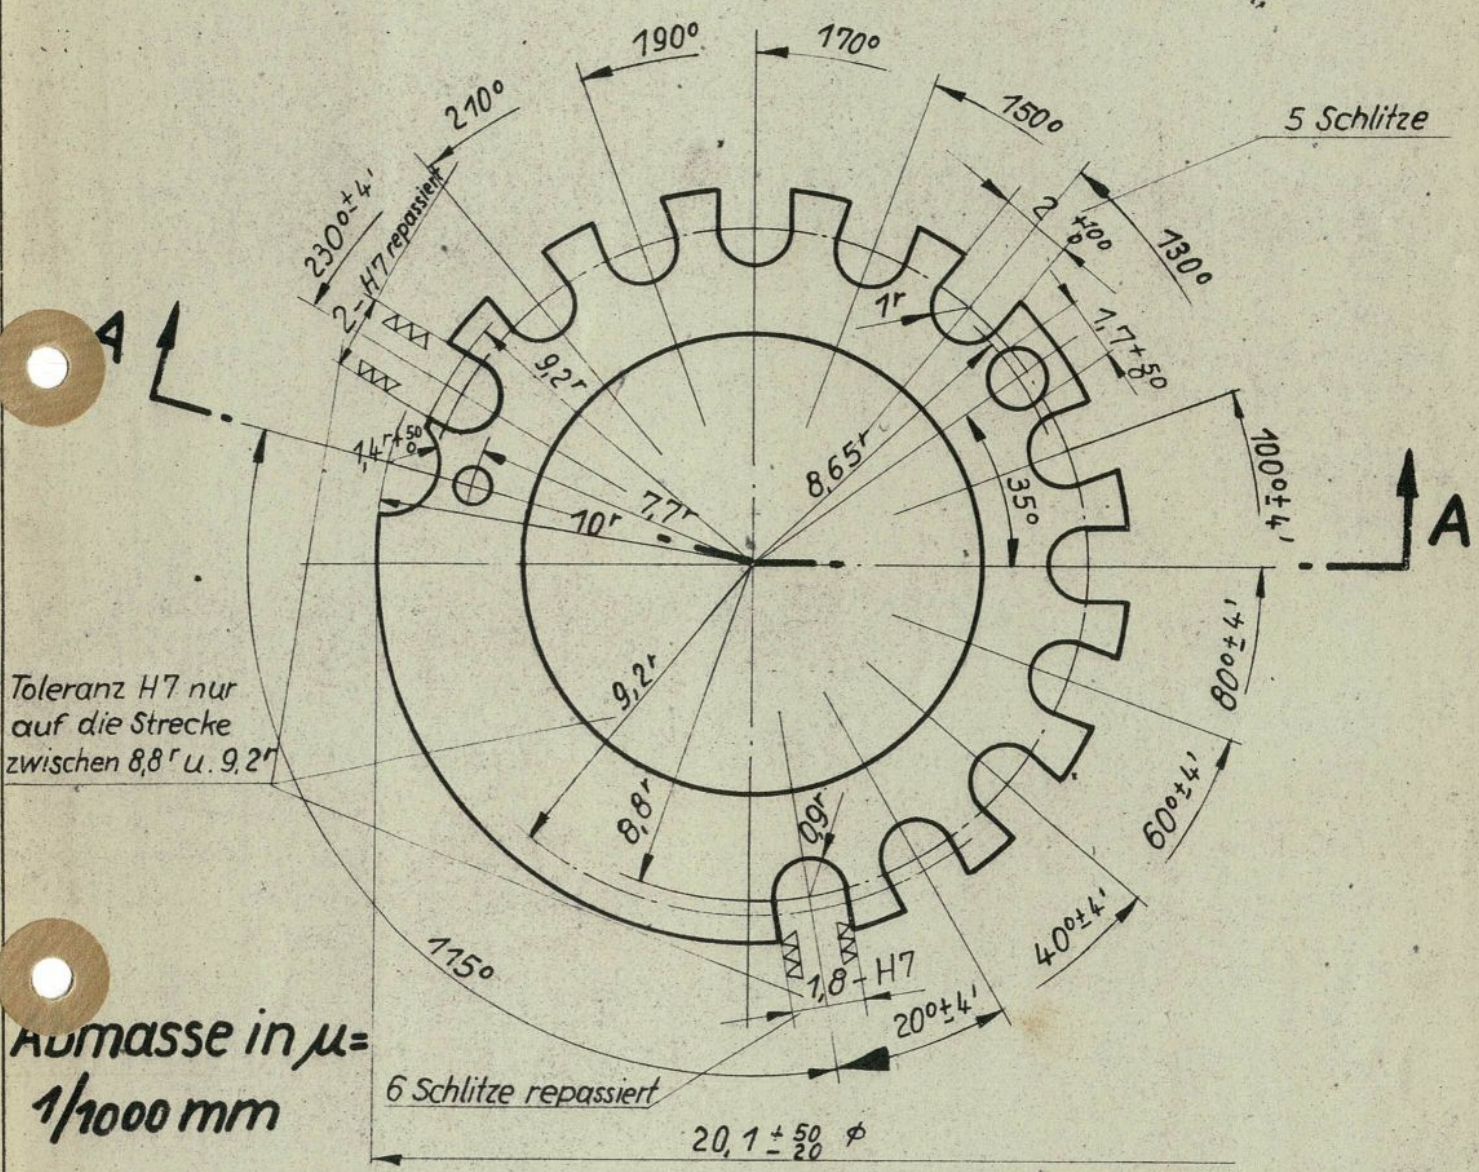 190°
170°
210°
150°
5 Schlitze
230°±4'
2-H7 repassiert
2 +100 0
130°
A
1r
1,7 +50 0
9,2r
1,4r +50 0
8,65r
100°±4'
35°
7,7r
10r
A
80°±4'
Toleranz H7 nur
auf die Strecke
zwischen 8,8r u. 9,2r
9,2r
60°±4'
8,8r
0,9r
40°±4'
115°
1,8-H7
20°±4'
Abmasse in µ=
1/1000 mm
6 Schlitze repassiert
20,1 +50 -20 ø